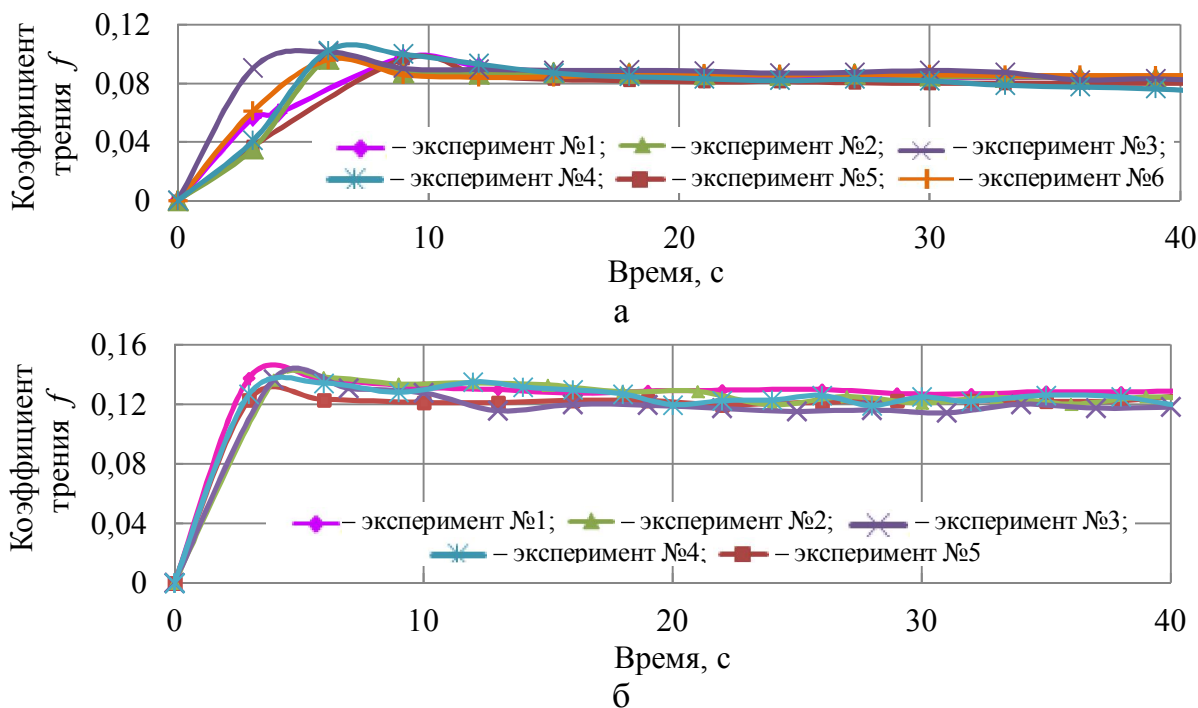 Коэффициент
трения f
0,12
0,08
0,04
0
– эксперимент №1; – эксперимент №2; – эксперимент №3;
– эксперимент №4; – эксперимент №5; – эксперимент №6
0 10 20 30 40
Время, с
а
Коэффициент
трения f
0,16
0,12
0,08
0,04
0
– эксперимент №1; – эксперимент №2; – эксперимент №3;
– эксперимент №4; – эксперимент №5
0 10 20 30 40
Время, с
б